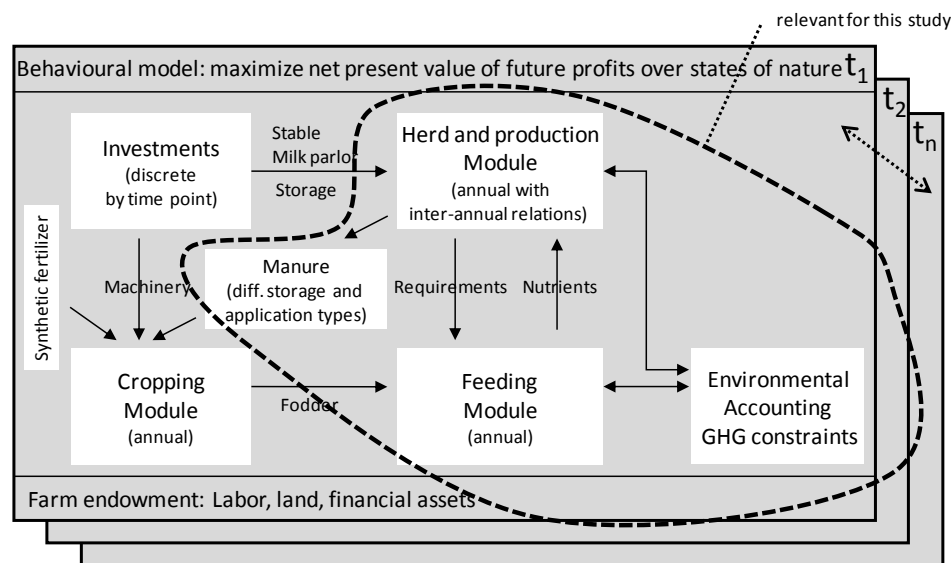 relevant for this study
Behavioural model: maximize net present value of future profits over states of nature
t1
t2
tn
Investments
(discrete
by time point)
Stable
Milk parlor
Storage
Herd and production
Module
(annual with
inter-annual relations)
Synthetic fertilizer
Machinery
Manure
(diff. storage and
application types)
Requirements
Nutrients
Cropping
Module
(annual)
Fodder
Feeding
Module
(annual)
Environmental
Accounting
GHG constraints
Farm endowment: Labor, land, financial assets